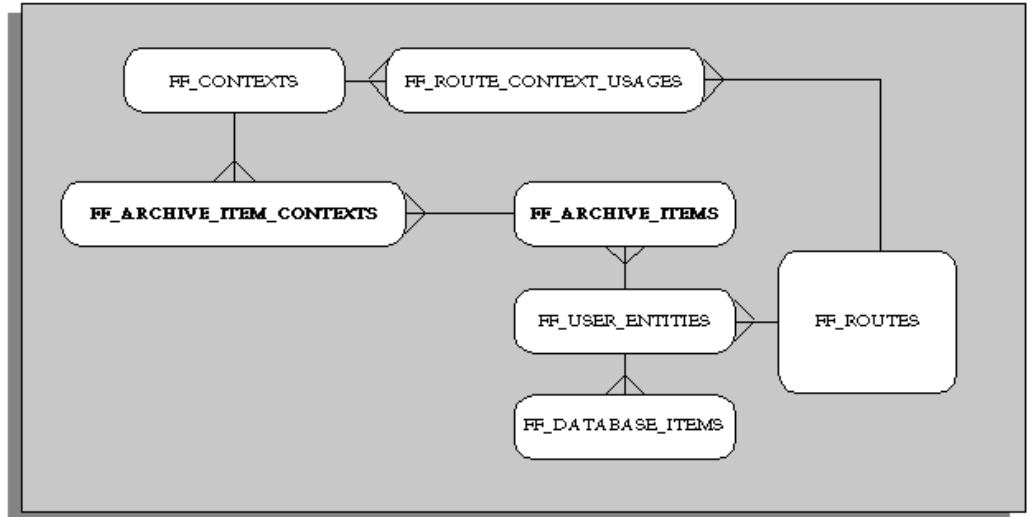 FF_CONTEXTS
FF_ROUTE_CONTEXT_USAGES
FF_ARCHIVE_ITEM_CONTEXTS
FF_ARCHIVE_ITEMS
FF_USER_ENTITIES
FF_ROUTES
FF_DATABASE_ITEMS